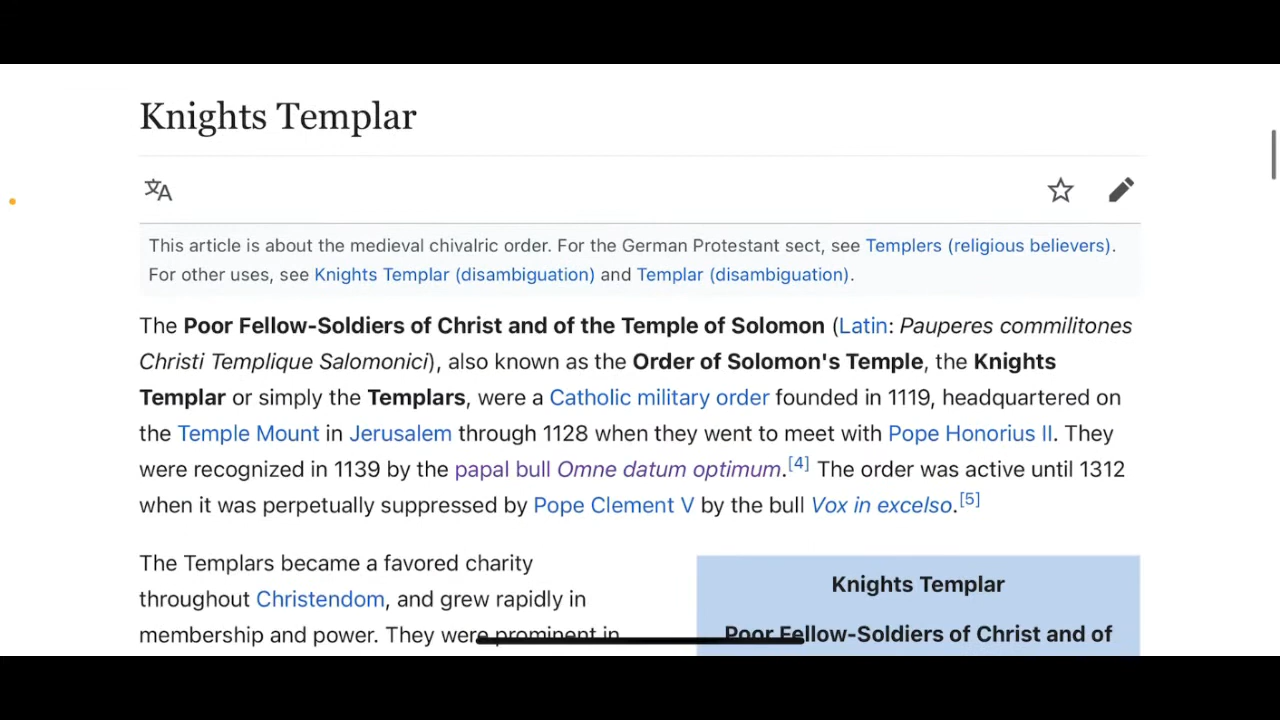 Knights Templar
This article is about the medieval chivalric order. For the German Protestant sect, see Templers (religious believers).
For other uses, see Knights Templar (disambiguation) and Templar (disambiguation).
The Poor Fellow-Soldiers of Christ and of the Temple of Solomon (Latin: Pauperes commilitones
Christi Templique Salomonici), also known as the Order of Solomon's Temple, the Knights
Templar or simply the Templars, were a Catholic military order founded in 1119, headquartered on
the Temple Mount in Jerusalem through 1128 when they went to meet with Pope Honorius II. They
were recognized in 1139 by the papal bull Omne datum optimum.[4] The order was active until 1312
when it was perpetually suppressed by Pope Clement V by the bull Vox in excelso.[5]
The Templars became a favored charity
throughout Christendom, and grew rapidly in
membership and power. They were prominent in
Knights Templar
Poor Fellow-Soldiers of Christ and of